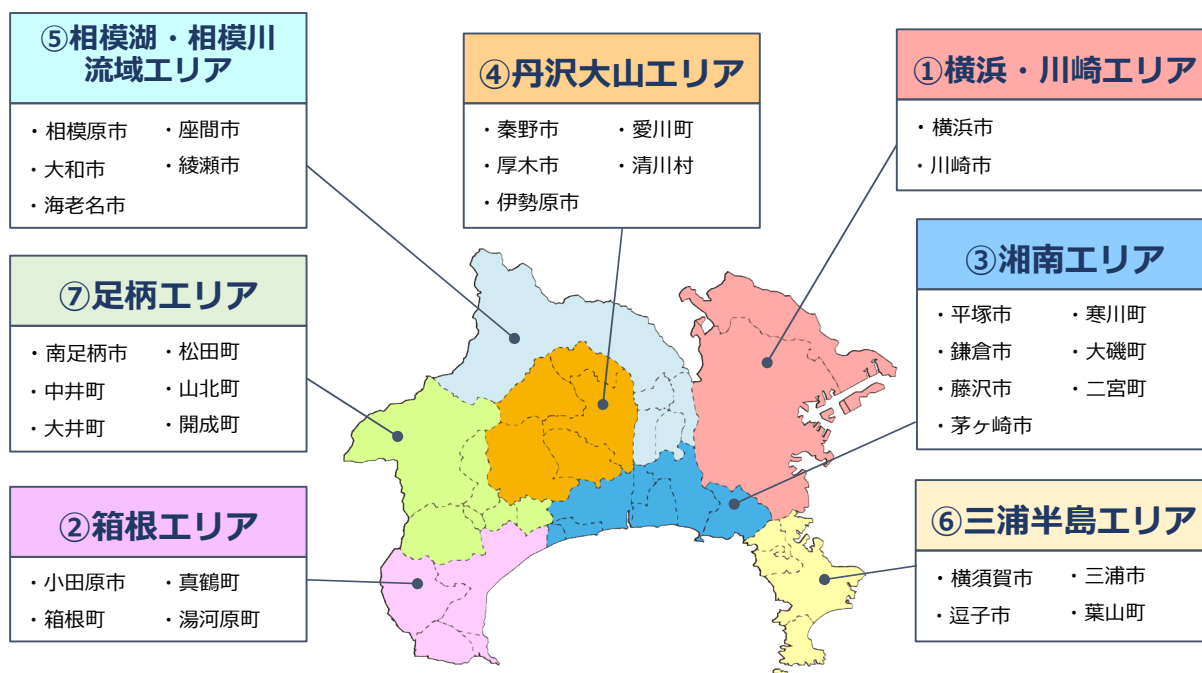 ⑤相模湖・相模川
流域エリア
・相模原市 ・座間市
・大和市 ・綾瀬市
・海老名市
④丹沢大山エリア
・秦野市 ・愛川町
・厚木市 ・清川村
・伊勢原市
①横浜・川崎エリア
・横浜市
・川崎市
③湘南エリア
・平塚市 ・寒川町
・鎌倉市 ・大磯町
・藤沢市 ・二宮町
・茅ヶ崎市
⑦足柄エリア
・南足柄市 ・松田町
・中井町 ・山北町
・大井町 ・開成町
②箱根エリア
・小田原市 ・真鶴町
・箱根町 ・湯河原町
⑥三浦半島エリア
・横須賀市 ・三浦市
・逗子市 ・葉山町